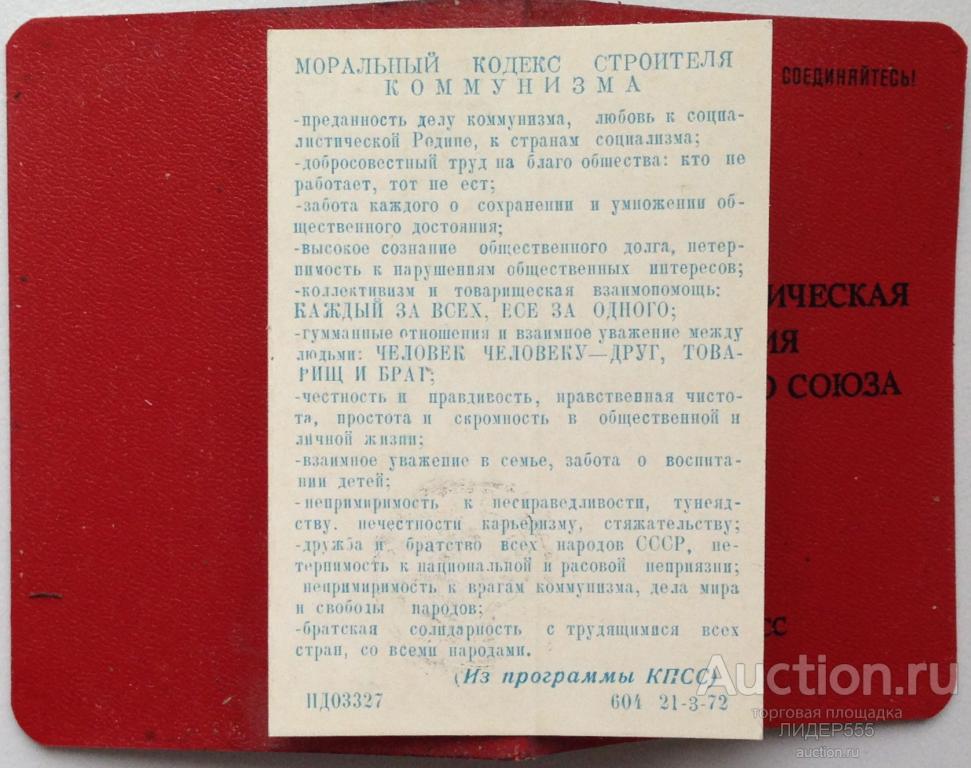 МОРАЛЬНЫЙ КОДЕКС СТРОИТЕЛЯ
КОММУНИЗМА
-преданность делу коммунизма, любовь к социа-
листической Родине, к странам социализма;
-добросовестный труд на благо общества: кто не
работает, тот не ест;
-забота каждого о сохранении и умножении об-
щественного достояния;
-высокое сознание общественного долга, нетер-
пимость к нарушениям общественных интересов;
-коллективизм и товарищеская взаимопомощь:
КАЖДЫЙ ЗА ВСЕХ, ВСЕ ЗА ОДНОГО;
-гумманные отношения и взаимное уважение между
людьми: ЧЕЛОВЕК ЧЕЛОВЕКУ—ДРУГ, ТОВА-
РИЩ И БРАТ;
-честность и правдивость, нравственная чисто-
та, простота и скромность в общественной и
личной жизни;
-взаимное уважение в семье, забота о воспита-
нии детей;
-непримиримость к несправедливости, тунеяд-
ству. нечестности карьеризму, стяжательству;
-дружба и братство всех народов СССР, не-
терпимость к национальной и расовой неприязни;
непримиримость к врагам коммунизма, дела мира
и свободы народов;
-братская солидарность с трудящимися всех
стран, со всеми народами.
(Из программы КПСС)
ПД03327 604 21-3-72
СОЕДИНЯЙТЕСЬ!
ИЧЕСКАЯ
ИЯ
О СОЮЗА
СС
Auction.ru
торговая площадка
ЛИДЕР555
auction.ru